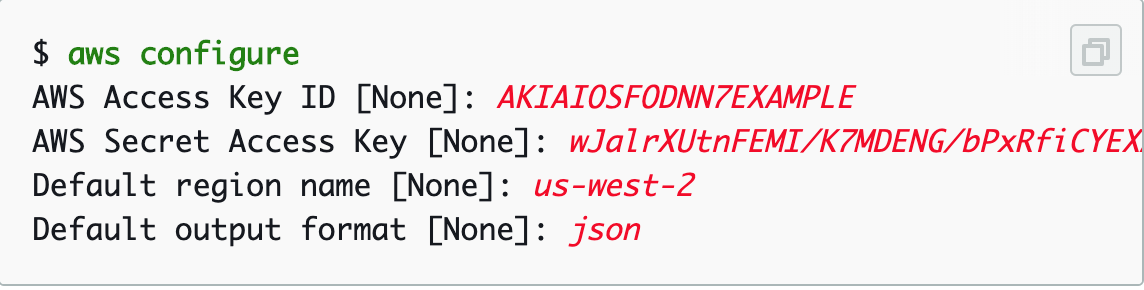 $ aws configure
AWS Access Key ID [None]: AKIAIOSFODNN7EXAMPLE
AWS Secret Access Key [None]: wJalrXUtnFEMI/K7MDENG/bPxRfiCYEX
Default region name [None]: us-west-2
Default output format [None]: json